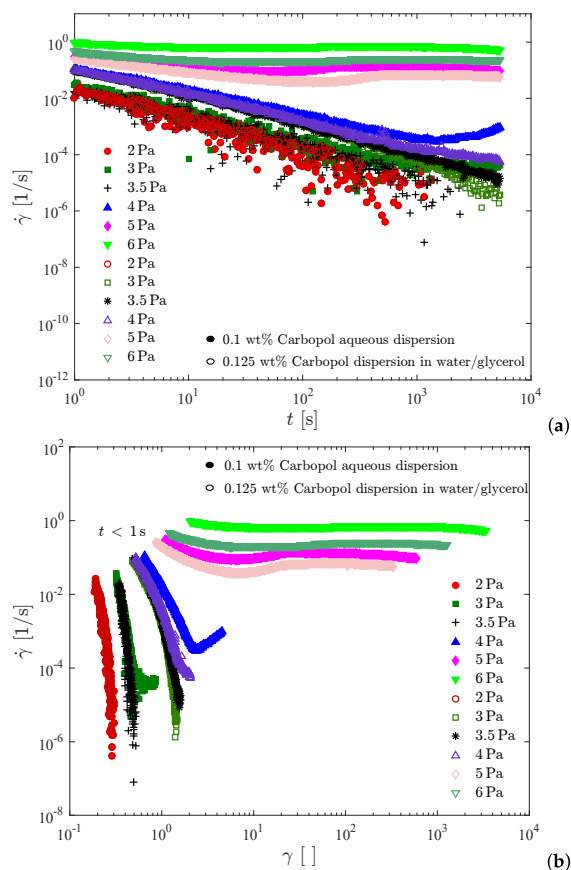 10^0
10^-2
10^-4
10^-6
10^-8
10^-10
10^-12
γ̇ [1/s]
2 Pa
3 Pa
3.5 Pa
4 Pa
5 Pa
6 Pa
2 Pa
3 Pa
3.5 Pa
4 Pa
5 Pa
6 Pa
0.1 wt% Carbopol aqueous dispersion
0.125 wt% Carbopol dispersion in water/glycerol
10^0 10^1 10^2 10^3 10^4
t [s]
(a)
10^2
10^0
10^-2
10^-4
10^-6
10^-8
γ̇ [1/s]
0.1 wt% Carbopol aqueous dispersion
0.125 wt% Carbopol dispersion in water/glycerol
t < 1 s
2 Pa
3 Pa
3.5 Pa
4 Pa
5 Pa
6 Pa
2 Pa
3 Pa
3.5 Pa
4 Pa
5 Pa
6 Pa
10^-1 10^0 10^1 10^2 10^3 10^4
γ [ ]
(b)